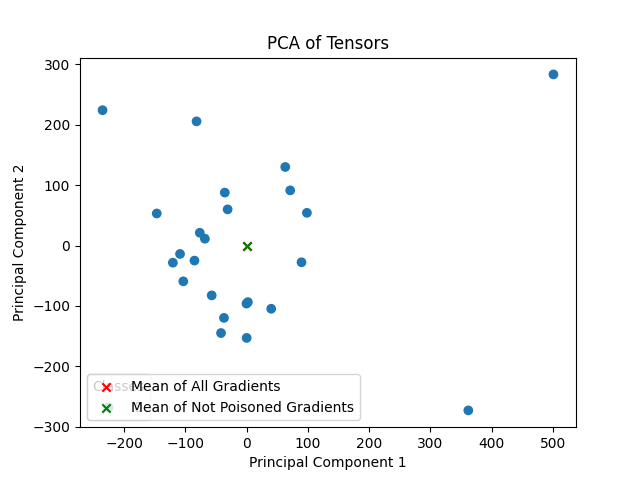 PCA of Tensors
300
200
100
0
−100
−200
−300
Principal Component 2
Classes
Mean of All Gradients
Mean of Not Poisoned Gradients
−200
−100
0
100
200
300
400
500
Principal Component 1